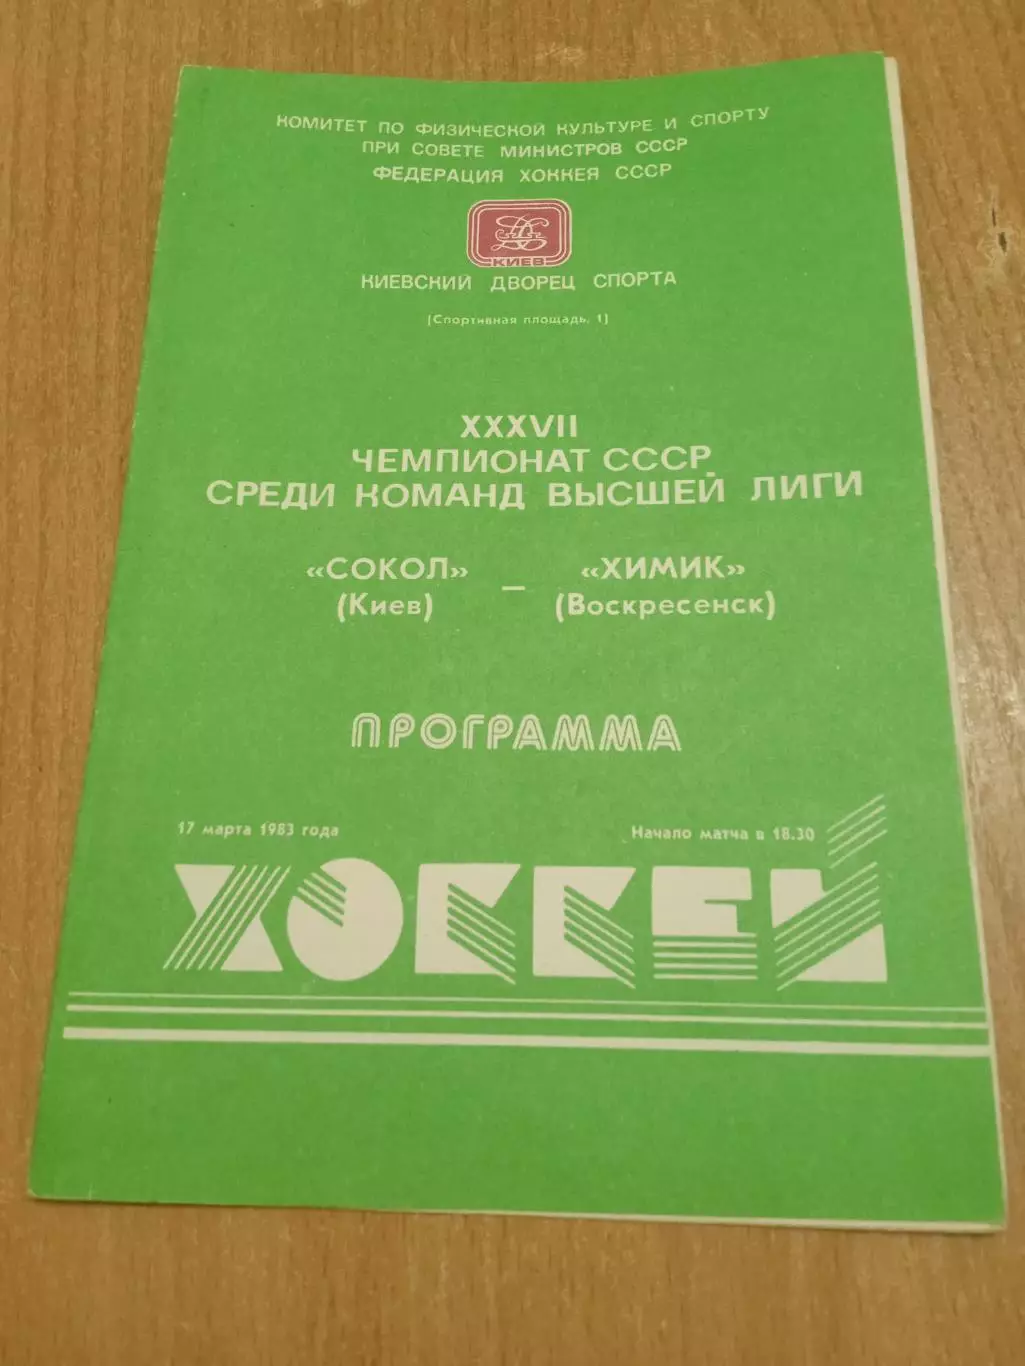 КОМИТЕТ ПО ФИЗИЧЕСКОЙ КУЛЬТУРЕ И СПОРТУ
ПРИ СОВЕТЕ МИНИСТРОВ СССР
ФЕДЕРАЦИЯ ХОККЕЯ СССР
КИЕВ
КИЕВСКИЙ ДВОРЕЦ СПОРТА
[Спортивная площадь, 1]
XXXVII
ЧЕМПИОНАТ СССР
СРЕДИ КОМАНД ВЫСШЕЙ ЛИГИ
«СОКОЛ» — «ХИМИК»
(Киев) (Воскресенск)
ПРОГРАММА
17 марта 1983 года Начало матча в 18.30
ХОККЕЙ